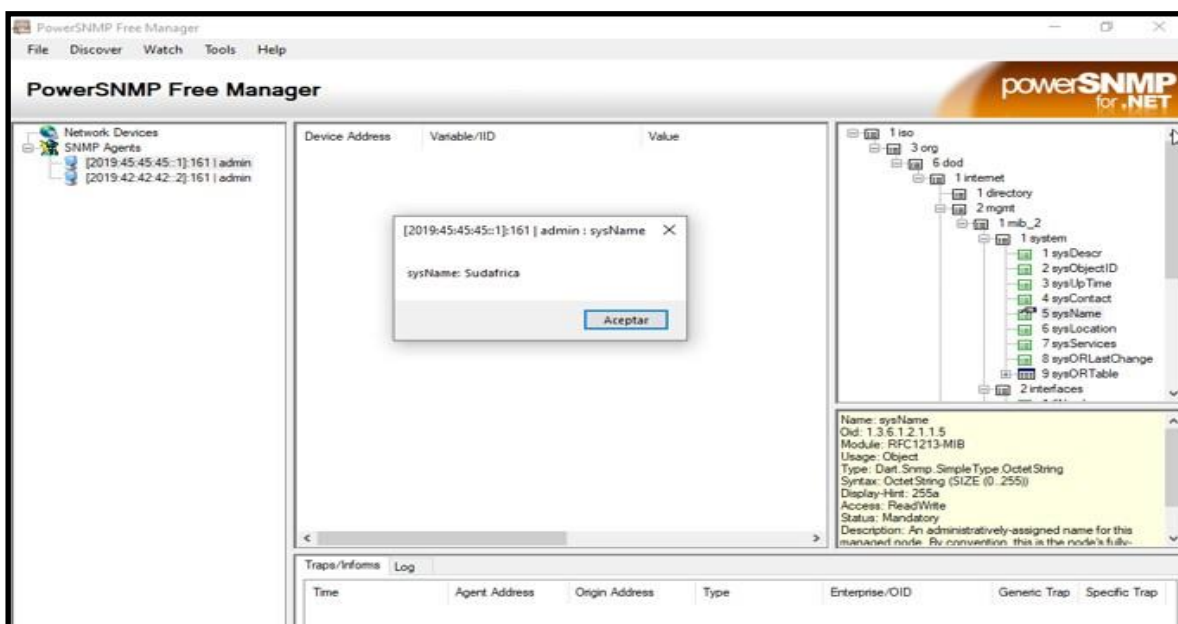 PowerSNMP Free Manager
File Discover Watch Tools Help
PowerSNMP Free Manager
powerSNMP
for .NET
Network Devices
SNMP Agents
[2019:45:45:45::1]:161 | admin
[2019:42:42:42::2]:161 | admin
Device Address Variable/IID Value
[2019:45:45:45::1]:161 | admin : sysName
sysName: Sudafrica
Aceptar
1 iso
3 org
6 dod
1 internet
1 directory
2 mgmt
1 mib_2
1 system
1 sysDescr
2 sysObjectID
3 sysUpTime
4 sysContact
5 sysName
6 sysLocation
7 sysServices
8 sysORLastChange
9 sysORTable
2 interfaces
Name: sysName
Oid: 1.3.6.1.2.1.1.5
Module: RFC1213-MIB
Usage: Object
Type: Dart.Snmp.SimpleType.OctetString
Syntax: OctetString (SIZE (0..255))
Display-Hint: 255a
Access: ReadWrite
Status: Mandatory
Description: An administratively-assigned name for this
managed node. By convention, this is the node's fully-
Traps/Informs Log
Time Agent Address Origin Address Type Enterprise/OID Generic Trap Specific Trap